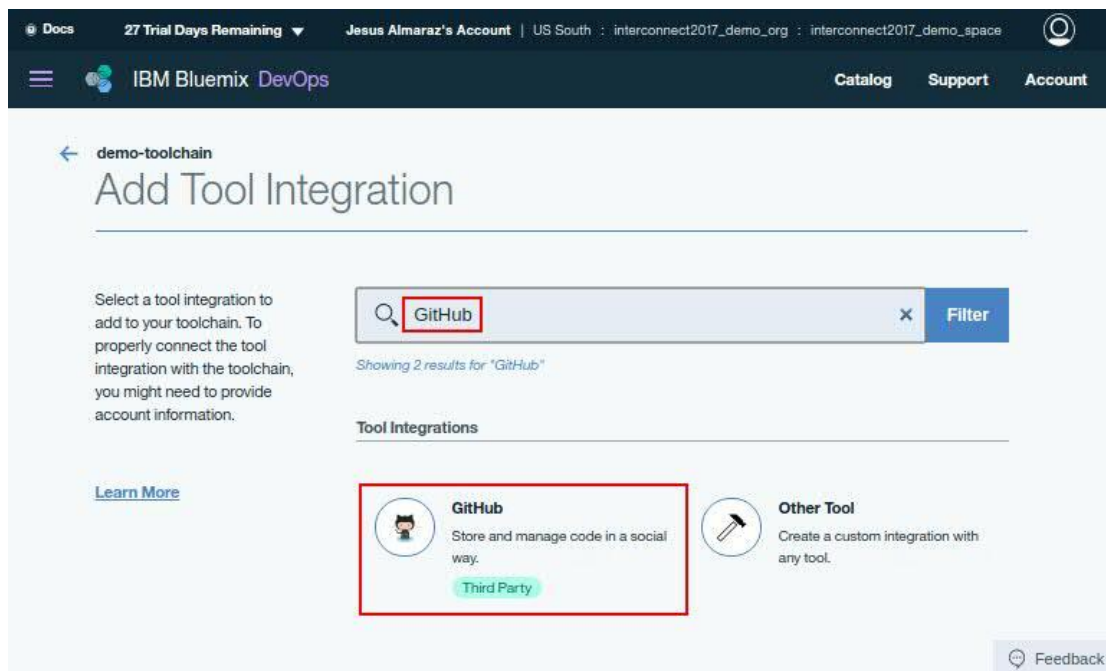 Docs 27 Trial Days Remaining Jesus Almaraz's Account | US South : interconnect2017_demo_org : interconnect2017_demo_space
IBM Bluemix DevOps Catalog Support Account
demo-toolchain
Add Tool Integration
Select a tool integration to
add to your toolchain. To
properly connect the tool
integration with the toolchain,
you might need to provide
account information.
Learn More
GitHub Filter
Showing 2 results for "GitHub"
Tool Integrations
GitHub
Store and manage code in a social
way.
Third Party
Other Tool
Create a custom integration with
any tool.
Feedback